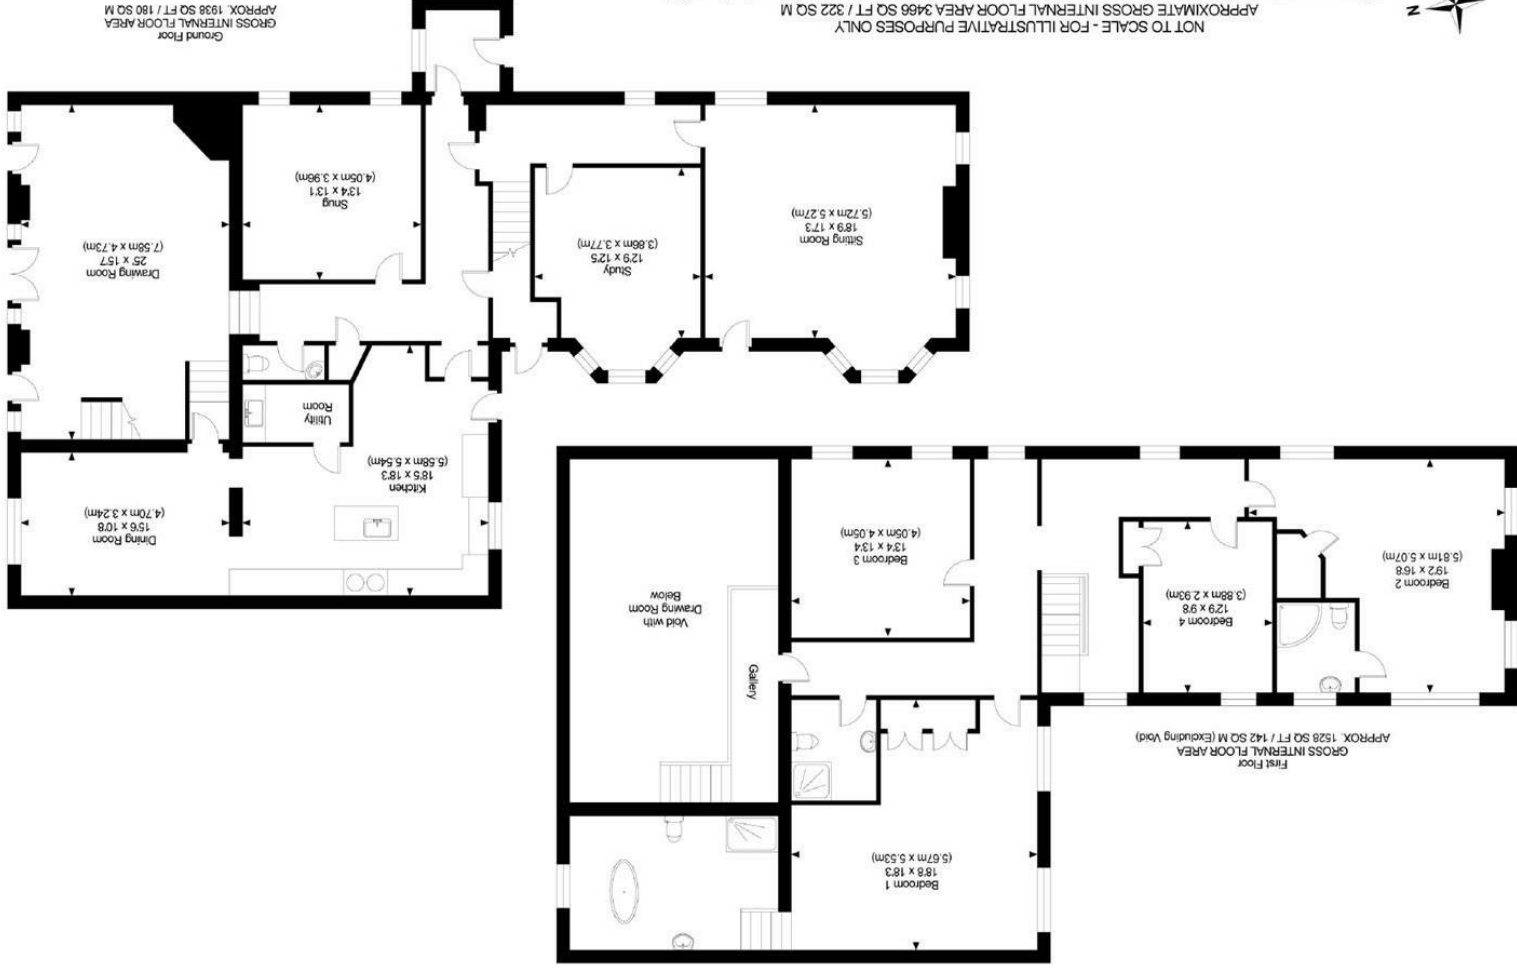 First Floor
GROSS INTERNAL FLOOR AREA
APPROX. 1528 SQ FT / 142 SQ M (Excluding Void)
Bedroom 1
18'8 x 18'3
(5.67m x 5.53m)
Bedroom 2
19'2 x 16'8
(5.81m x 5.07m)
Bedroom 4
12'9 x 9'8
(3.88m x 2.93m)
Bedroom 3
13'4 x 13'4
(4.05m x 4.05m)
Gallery
Void with
Drawing Room
Below
Kitchen
18'5 x 18'3
(5.58m x 5.54m)
Dining Room
15'6 x 10'8
(4.70m x 3.24m)
Utility
Room
Sitting Room
18'9 x 17'3
(5.72m x 5.27m)
Study
12'9 x 12'5
(3.86m x 3.77m)
Snug
13'4 x 13'1
(4.05m x 3.96m)
Drawing Room
25' x 15'7
(7.58m x 4.73m)
N
NOT TO SCALE - FOR ILLUSTRATIVE PURPOSES ONLY
APPROXIMATE GROSS INTERNAL FLOOR AREA 3466 SQ FT / 322 SQ M
Ground Floor
GROSS INTERNAL FLOOR AREA
APPROX. 1938 SQ FT / 180 SQ M